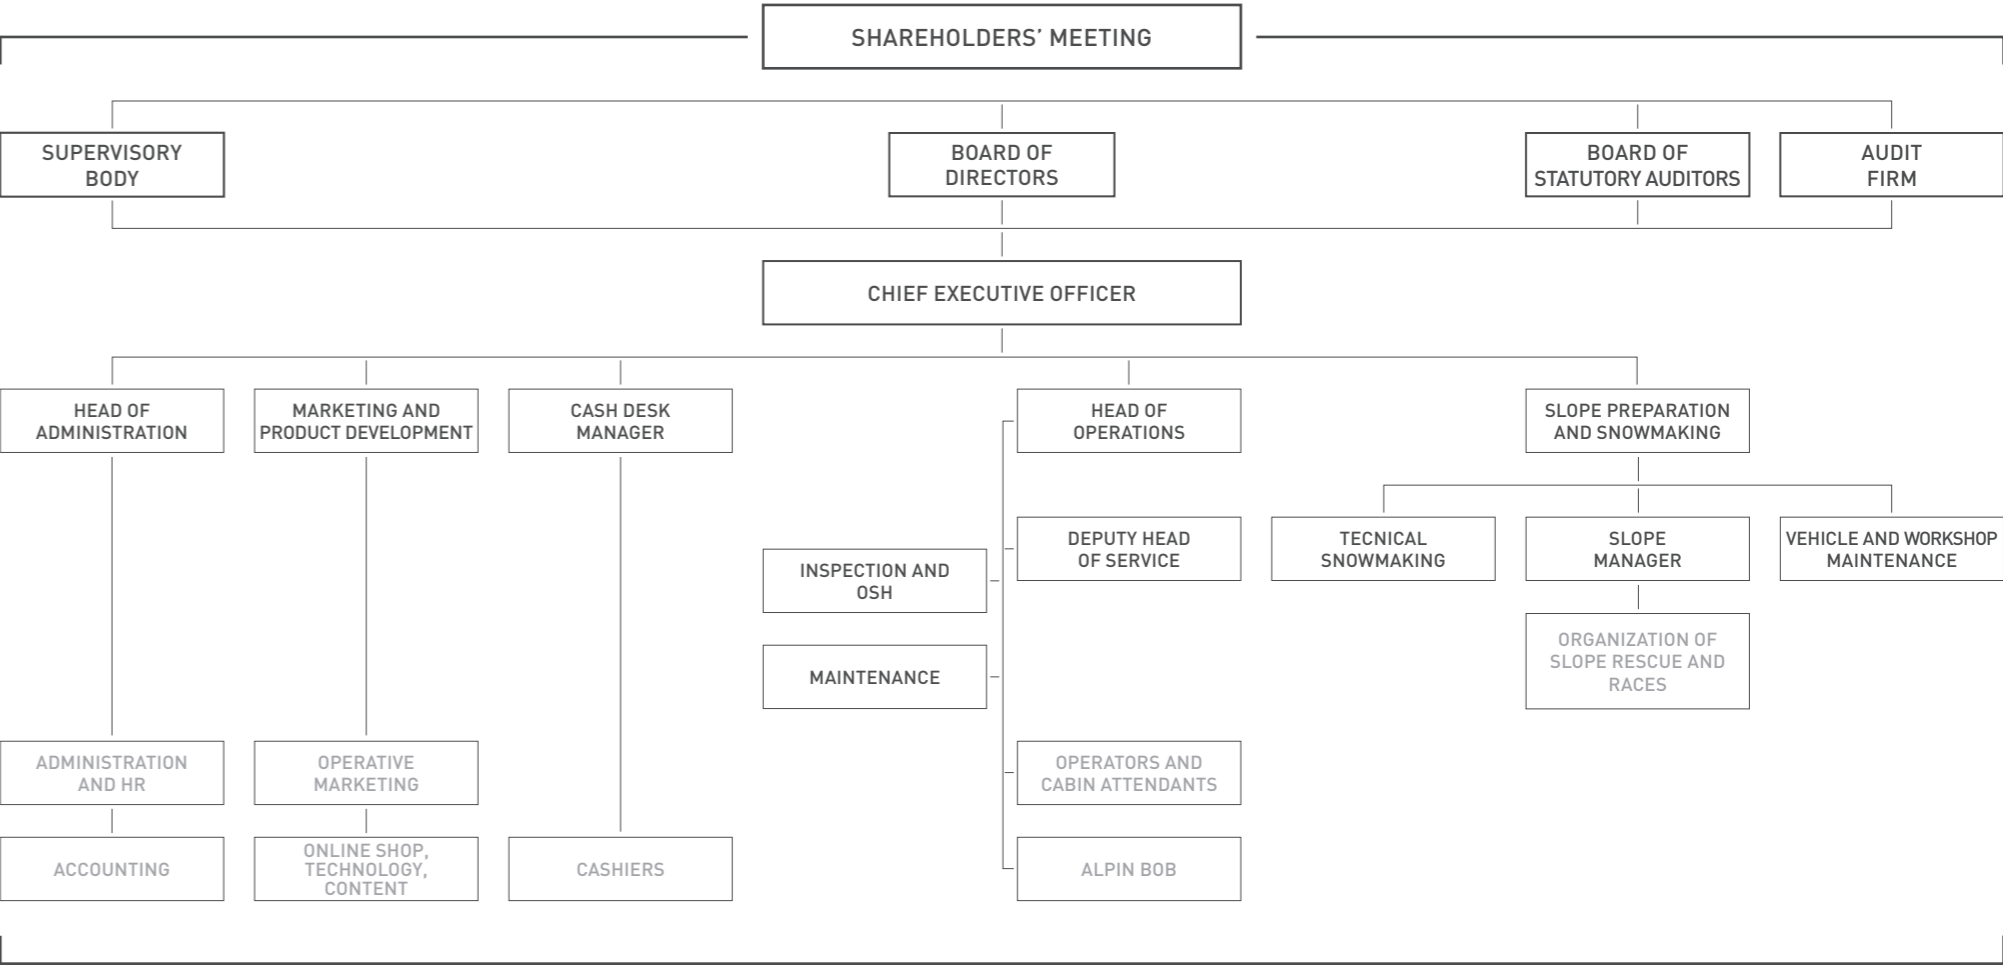 SHAREHOLDERS’ MEETING
SUPERVISORY
BODY
BOARD OF
DIRECTORS
BOARD OF
STATUTORY AUDITORS
AUDIT
FIRM
CHIEF EXECUTIVE OFFICER
HEAD OF
ADMINISTRATION
MARKETING AND
PRODUCT DEVELOPMENT
CASH DESK
MANAGER
HEAD OF
OPERATIONS
SLOPE PREPARATION
AND SNOWMAKING
INSPECTION AND
OSH
DEPUTY HEAD
OF SERVICE
TECNICAL
SNOWMAKING
SLOPE
MANAGER
VEHICLE AND WORKSHOP
MAINTENANCE
MAINTENANCE
ORGANIZATION OF
SLOPE RESCUE AND
RACES
ADMINISTRATION
AND HR
OPERATIVE
MARKETING
OPERATORS AND
CABIN ATTENDANTS
ACCOUNTING
ONLINE SHOP,
TECHNOLOGY,
CONTENT
CASHIERS
ALPIN BOB